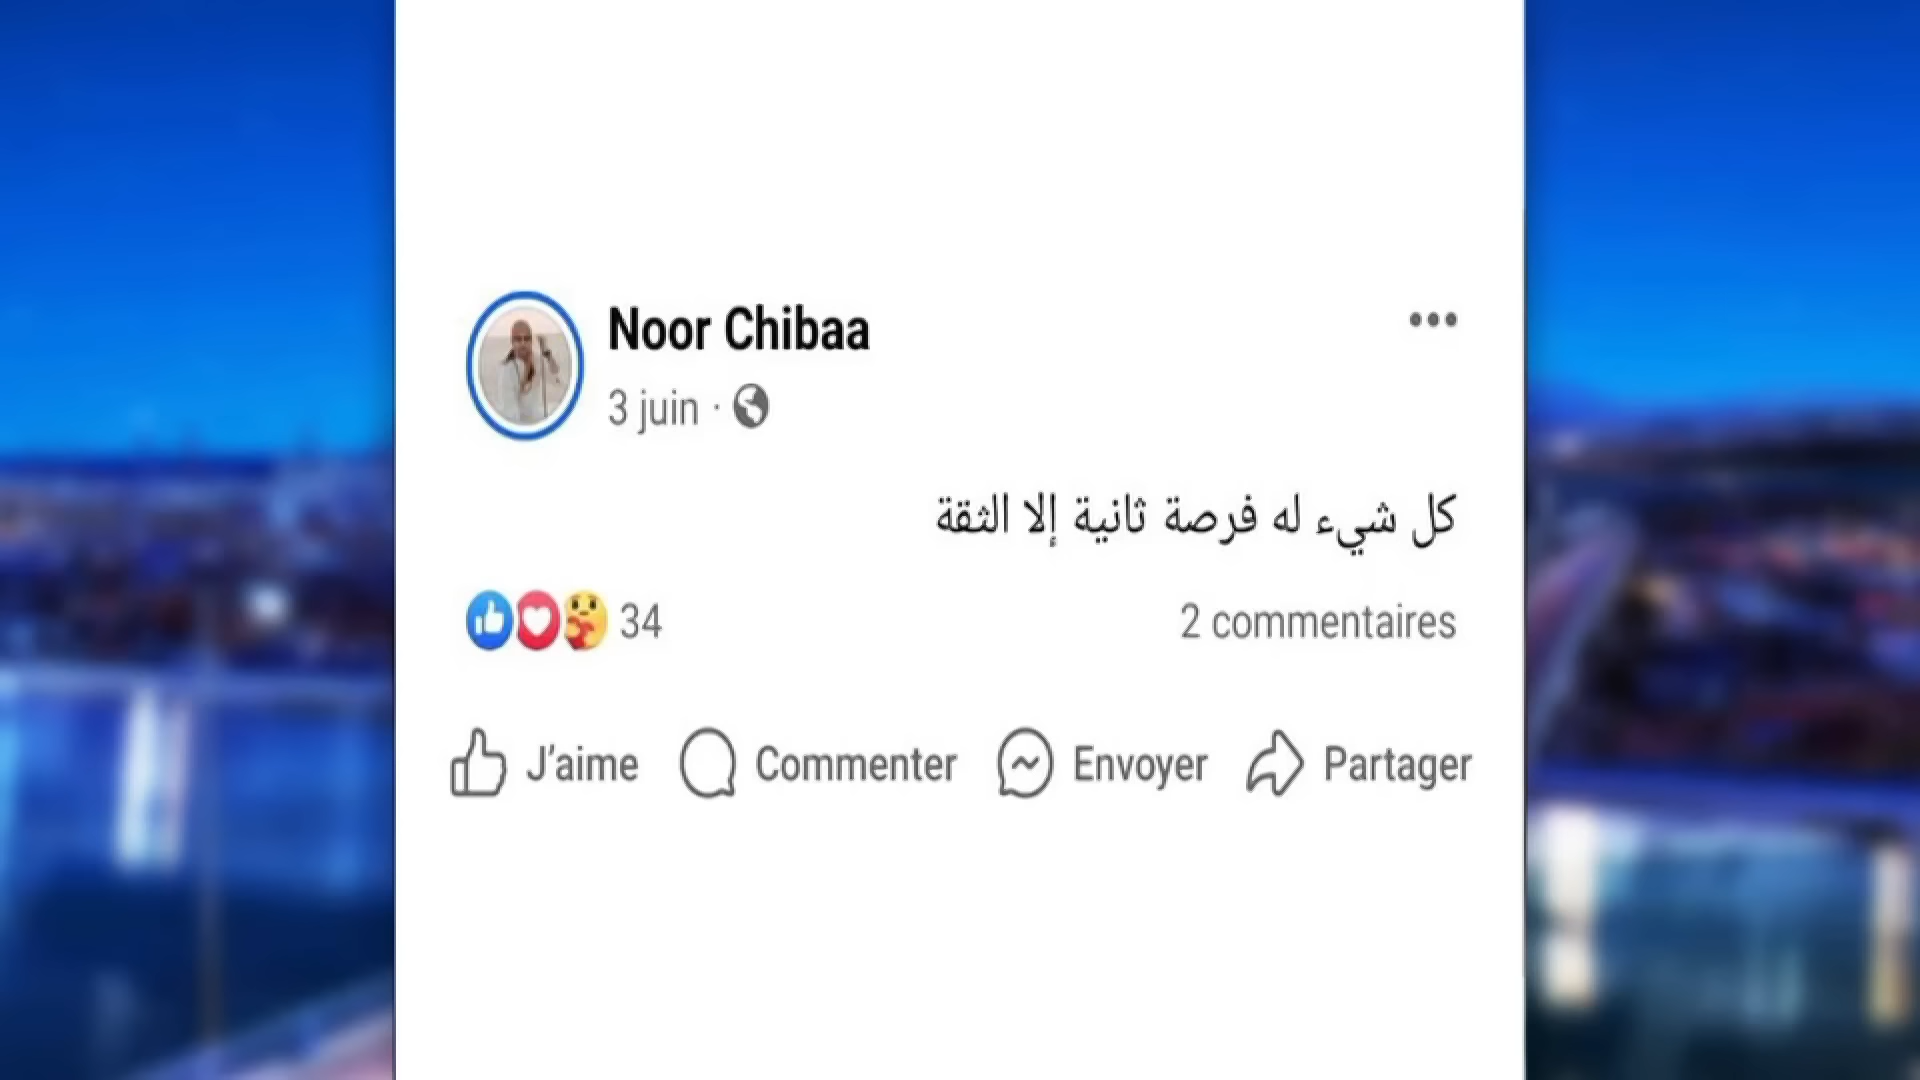 Noor Chibaa
3 juin ·
كل شيء له فرصة ثانية إلا الثقة
34
2 commentaires
J'aime Commenter Envoyer Partager